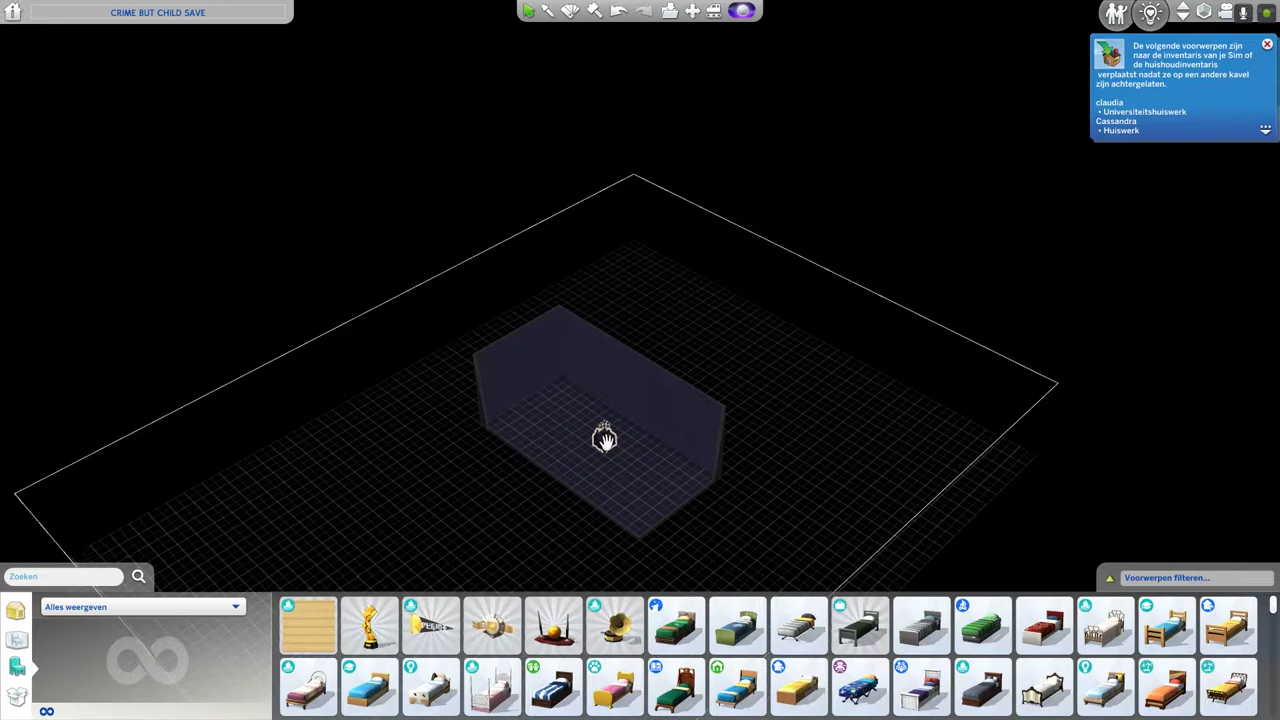 CRIME BUT CHILD SAVE
De volgende voorwerpen zijn
naar de inventaris van je Sim of
de huishoudinventaris
verplaatst nadat ze op een andere kavel
zijn achtergelaten.
claudia
• Universiteitshuiswerk
Cassandra
• Huiswerk
Zoeken
Voorwerpen filteren...
Alles weergeven